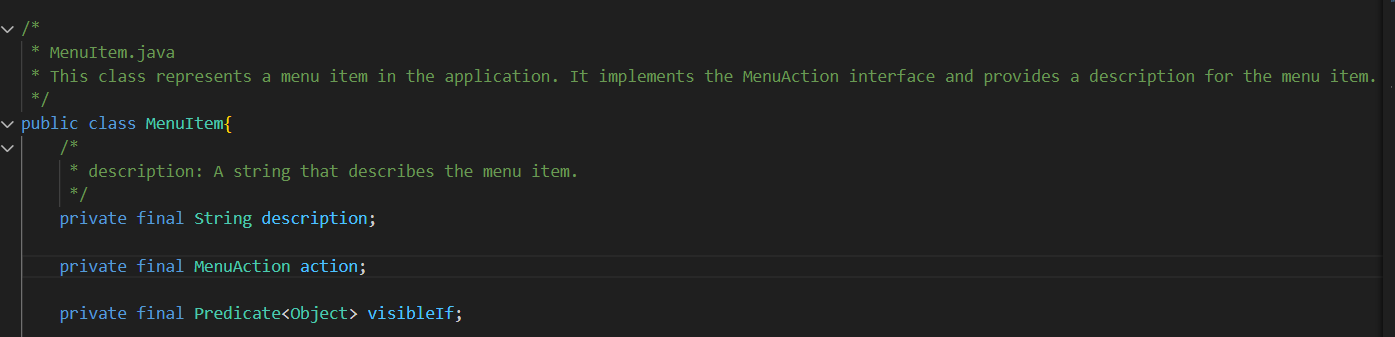 /*
* MenuItem.java
* This class represents a menu item in the application. It implements the MenuAction interface and provides a description for the menu item.
*/
public class MenuItem{
/*
* description: A string that describes the menu item.
*/
private final String description;
private final MenuAction action;
private final Predicate<Object> visibleIf;